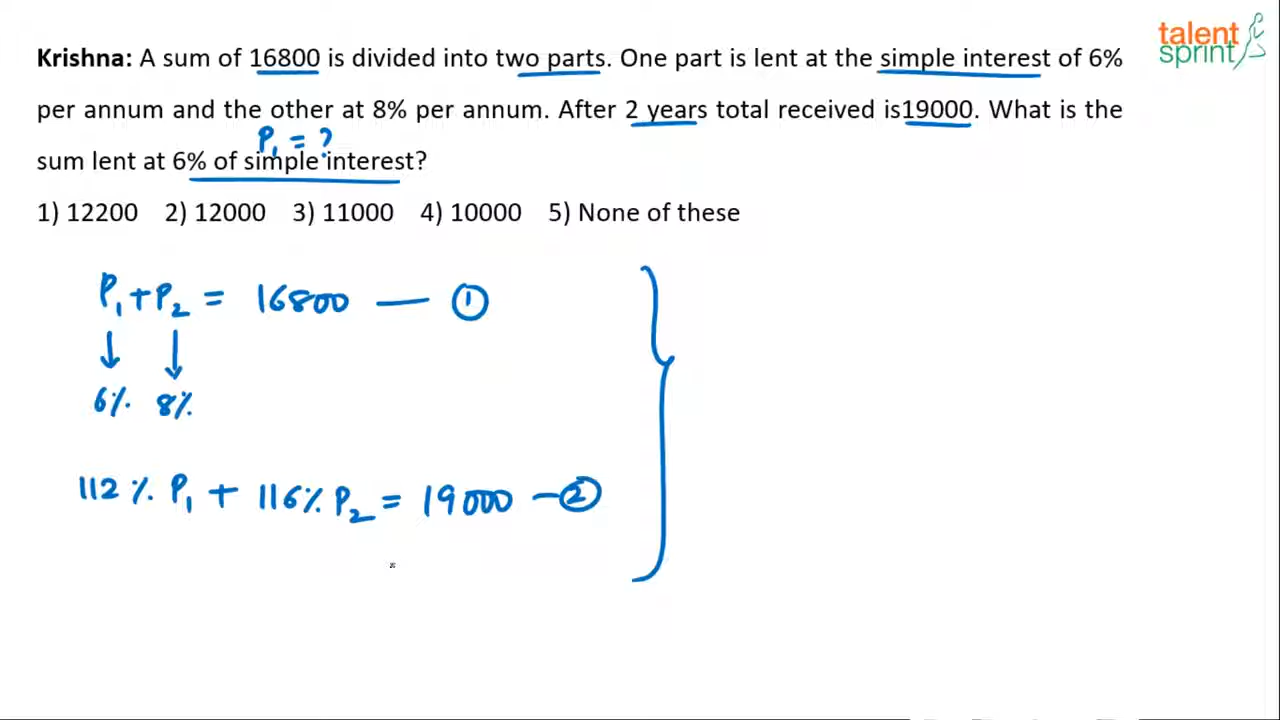 talent
sprint
Krishna: A sum of 16800 is divided into two parts. One part is lent at the simple interest of 6%
per annum and the other at 8% per annum. After 2 years total received is19000. What is the
P₁ = ?
sum lent at 6% of simple interest?
1) 12200 2) 12000 3) 11000 4) 10000 5) None of these
P₁+P₂ = 16800 — ①
↓ ↓
6% 8%
112% P₁ + 116% P₂ = 19000 — ②